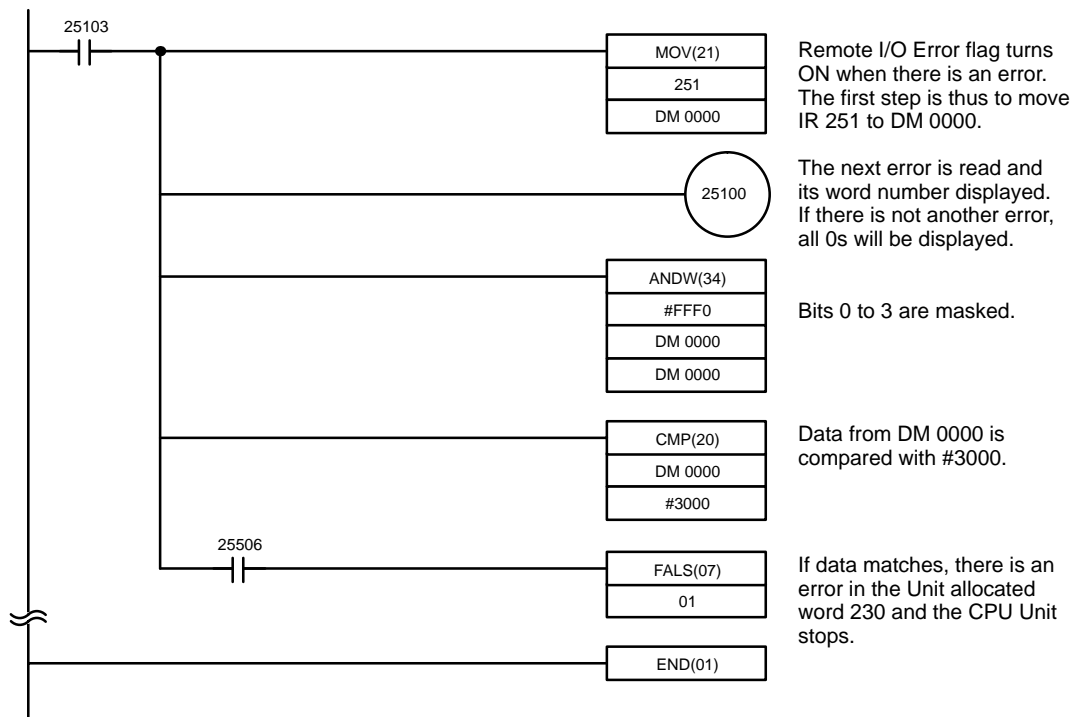 25103
MOV(21)
251
DM 0000
Remote I/O Error flag turns
ON when there is an error.
The first step is thus to move
IR 251 to DM 0000.
25100
The next error is read and
its word number displayed.
If there is not another error,
all 0s will be displayed.
ANDW(34)
#FFF0
DM 0000
DM 0000
Bits 0 to 3 are masked.
CMP(20)
DM 0000
#3000
Data from DM 0000 is
compared with #3000.
25506
FALS(07)
01
If data matches, there is an
error in the Unit allocated
word 230 and the CPU Unit
stops.
END(01)